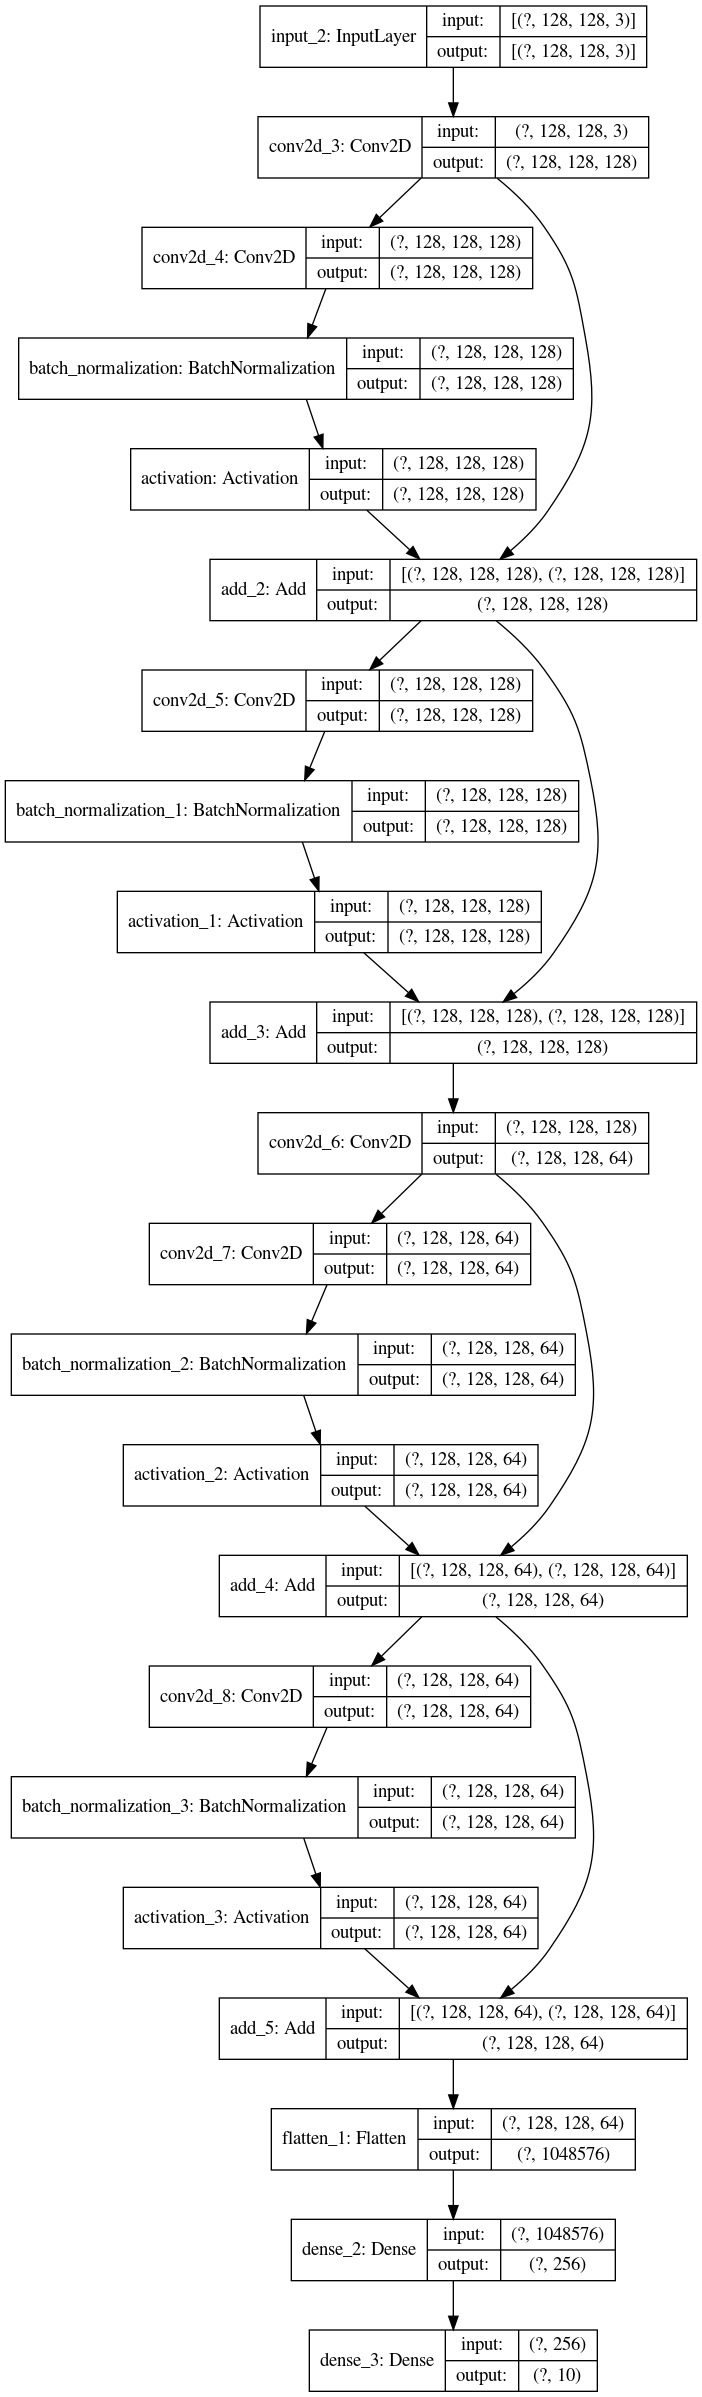 input_2: InputLayer
input: [(?, 128, 128, 3)]
output: [(?, 128, 128, 3)]
conv2d_3: Conv2D
input: (?, 128, 128, 3)
output: (?, 128, 128, 128)
conv2d_4: Conv2D
input: (?, 128, 128, 128)
output: (?, 128, 128, 128)
batch_normalization: BatchNormalization
input: (?, 128, 128, 128)
output: (?, 128, 128, 128)
activation: Activation
input: (?, 128, 128, 128)
output: (?, 128, 128, 128)
add_2: Add
input: [(?, 128, 128, 128), (?, 128, 128, 128)]
output: (?, 128, 128, 128)
conv2d_5: Conv2D
input: (?, 128, 128, 128)
output: (?, 128, 128, 128)
batch_normalization_1: BatchNormalization
input: (?, 128, 128, 128)
output: (?, 128, 128, 128)
activation_1: Activation
input: (?, 128, 128, 128)
output: (?, 128, 128, 128)
add_3: Add
input: [(?, 128, 128, 128), (?, 128, 128, 128)]
output: (?, 128, 128, 128)
conv2d_6: Conv2D
input: (?, 128, 128, 128)
output: (?, 128, 128, 64)
conv2d_7: Conv2D
input: (?, 128, 128, 64)
output: (?, 128, 128, 64)
batch_normalization_2: BatchNormalization
input: (?, 128, 128, 64)
output: (?, 128, 128, 64)
activation_2: Activation
input: (?, 128, 128, 64)
output: (?, 128, 128, 64)
add_4: Add
input: [(?, 128, 128, 64), (?, 128, 128, 64)]
output: (?, 128, 128, 64)
conv2d_8: Conv2D
input: (?, 128, 128, 64)
output: (?, 128, 128, 64)
batch_normalization_3: BatchNormalization
input: (?, 128, 128, 64)
output: (?, 128, 128, 64)
activation_3: Activation
input: (?, 128, 128, 64)
output: (?, 128, 128, 64)
add_5: Add
input: [(?, 128, 128, 64), (?, 128, 128, 64)]
output: (?, 128, 128, 64)
flatten_1: Flatten
input: (?, 128, 128, 64)
output: (?, 1048576)
dense_2: Dense
input: (?, 1048576)
output: (?, 256)
dense_3: Dense
input: (?, 256)
output: (?, 10)